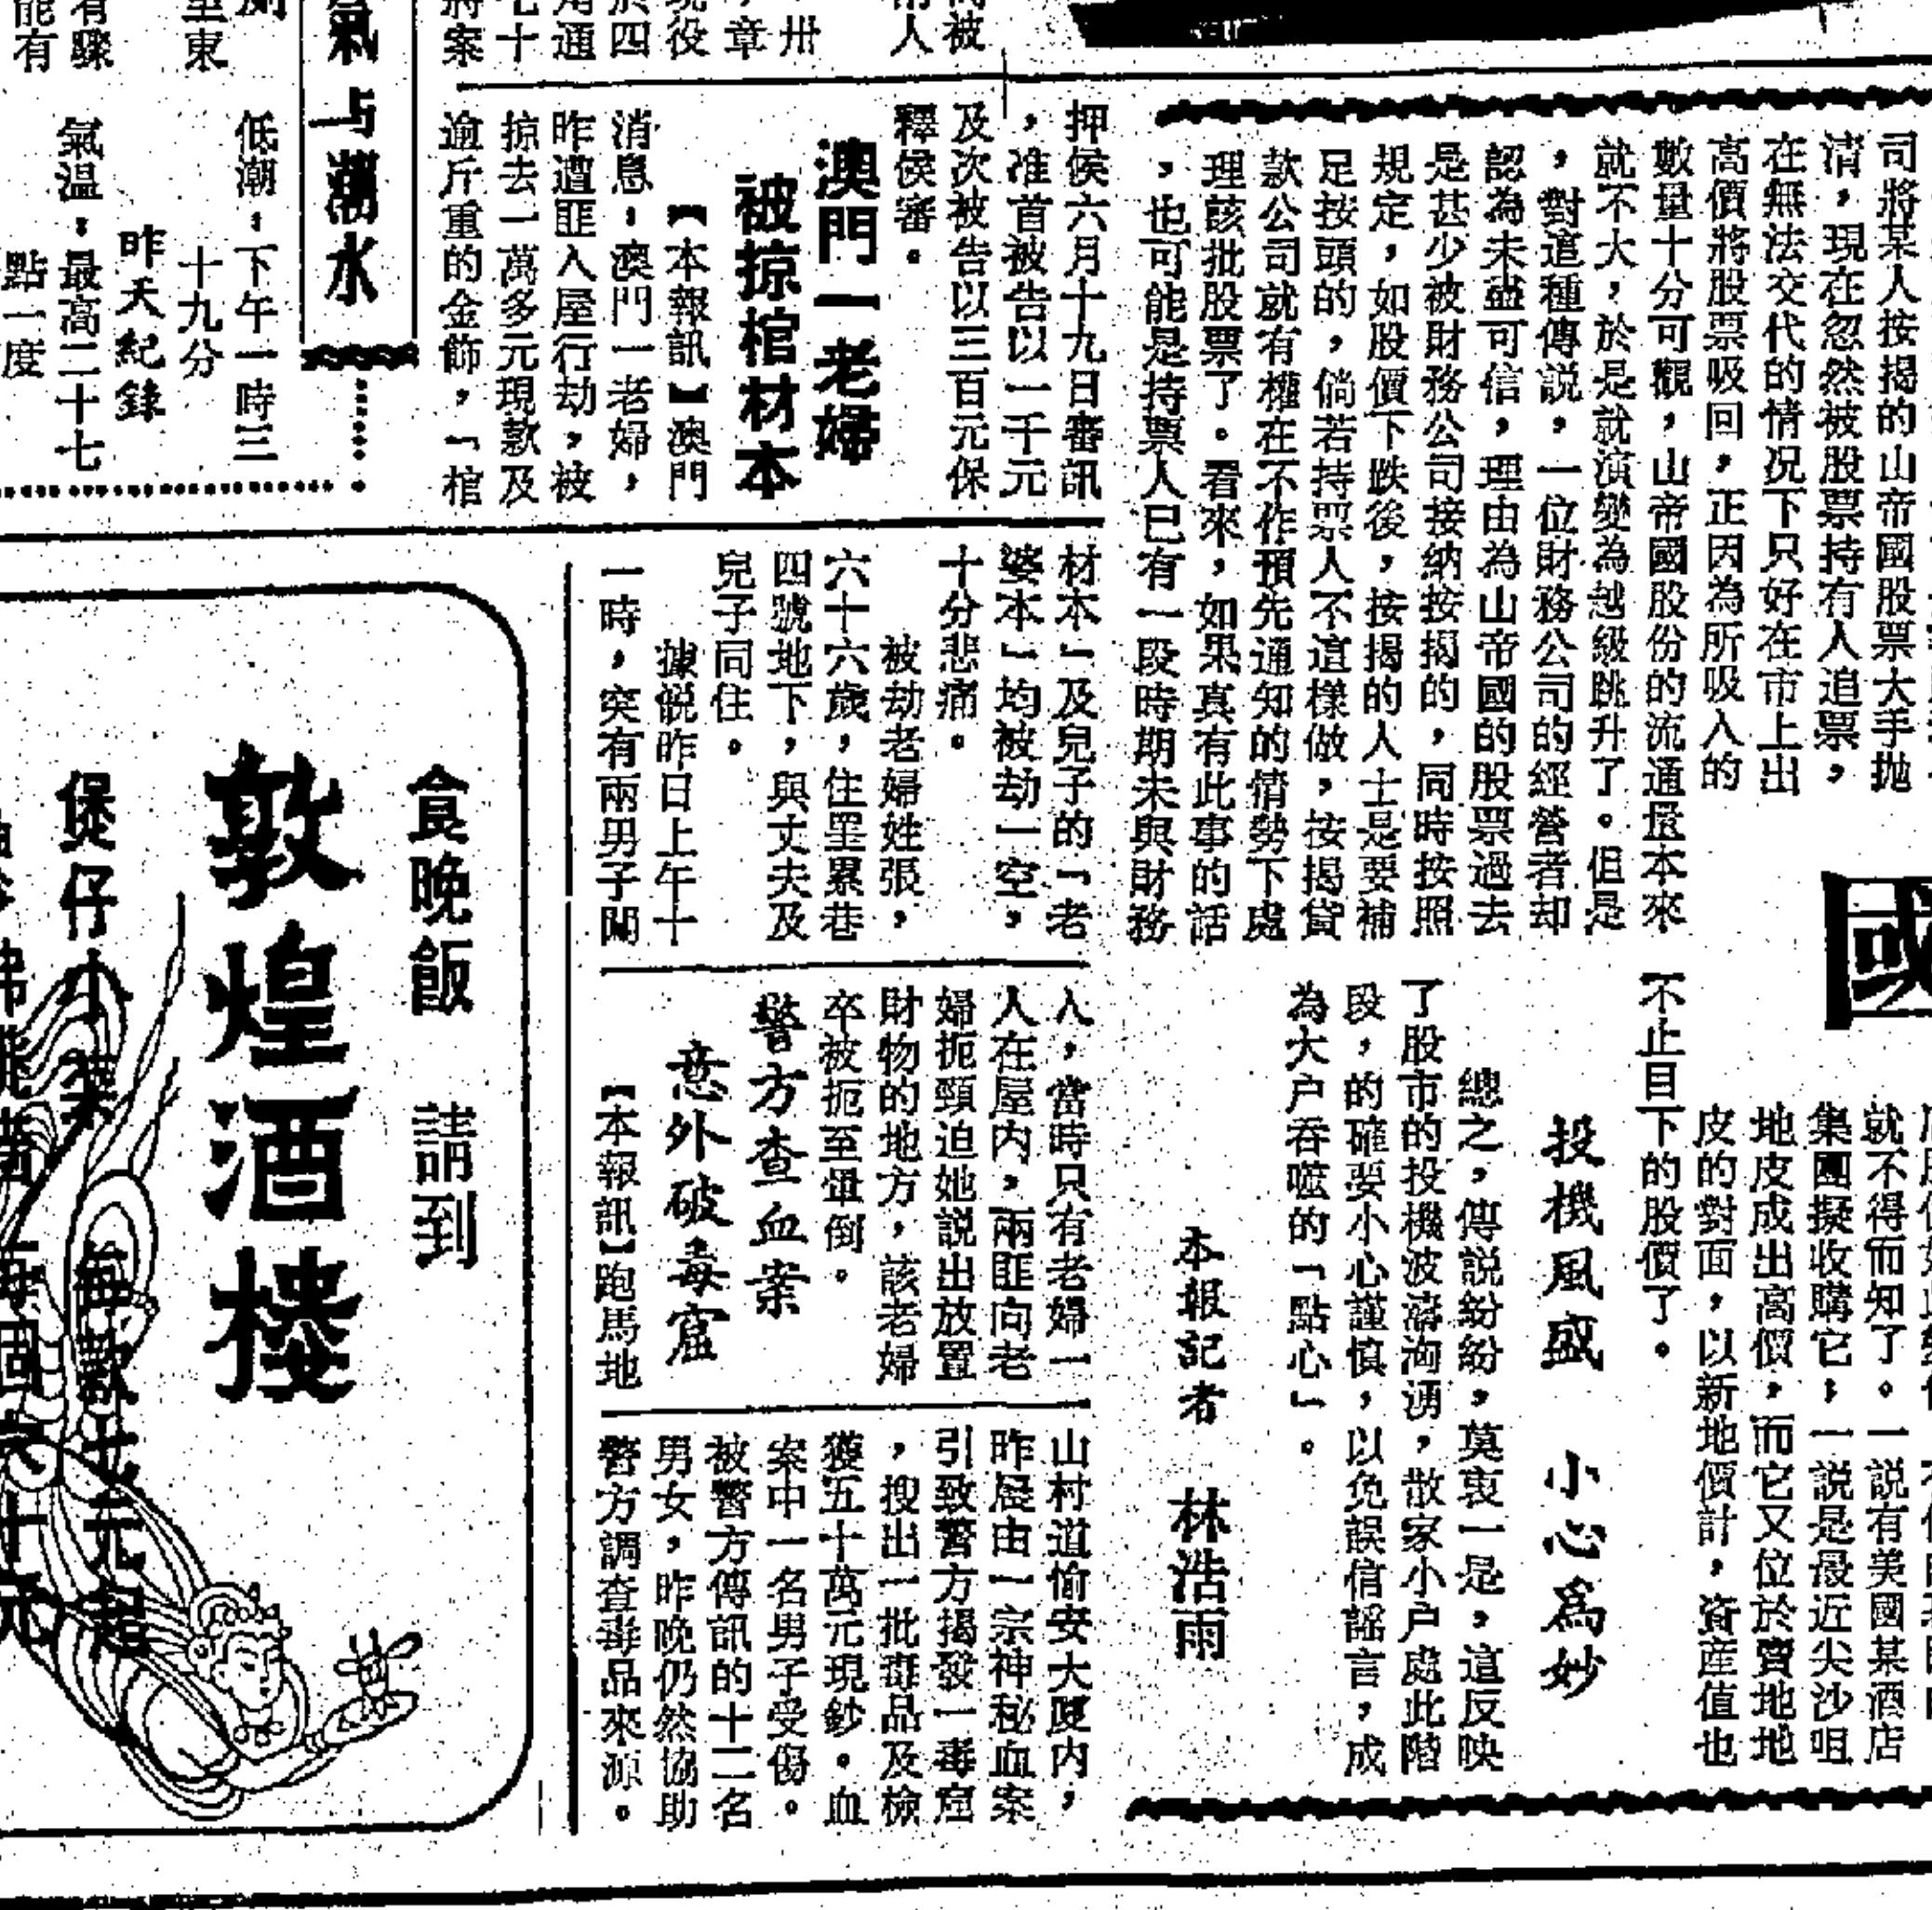 司將某人按揭的山帝國股票大手拋
清，現在忽然被股票持有人追票，
在無法交代的情況下只好在市上出
高價將股票吸回，正因為所吸入的
數量十分可觀，山帝國股份的流通量本來
就不大，於是就演變為越級跳升了。但是
，對這種傳説，一位財務公司的經營者却
認為未盡可信，理由為山帝國的股票過去
是甚少被財務公司接納按揭的，同時按照
規定，如股價下跌後，按揭的人士是要補
足按頭的，倘若持票人不這樣做，按揭貸
款公司就有權在不作預先通知的情勢下處
理該批股票了。看來，如果真有此事的話
，也可能是持票人已有一段時期未與財務
國
就不得而知了。一説有美國某酒店
集團擬收購它，一説是最近尖沙咀
地皮成出高價，而它又位於賣地地
皮的對面，以新地價計，資産值也
不止目下的股價了。
投機風盛　小心為妙
總之，傳説紛紛，莫衷一是，這反映
了股市的投機波濤洶湧，散家小户處此階
段，的確要小心謹慎，以免誤信謡言，成
為大户吞噬的「點心」。
本報記者　林浩雨
押侯六月十九日審訊
，准首被告以一千元
及次被告以三百元保
釋侯審。
澳門一老婦
被掠棺材本
【本報訊】澳門
消息，澳門一老婦，
昨遭匪入屋行劫，被
掠去一萬多元現款及
逾斤重的金飾，「棺
材本」及兒子的「老
婆本」均被劫一空，
十分悲痛。
被劫老婦姓張，
六十六歲，住罣累巷
四號地下，與丈夫及
兒子同住。
據説昨日上午十
一時，突有兩男子闖
入，當時只有老婦一
人在屋内，兩匪向老
婦扼頸迫她説出放置
財物的地方，該老婦
卒被扼至暈倒。
警方查血案
意外破毒窟
【本報訊】跑馬地
山村道愉安大廈内，
昨晨由一宗神秘血案
引致警方揭發一毒窟
，搜出一批毒品及檢
獲五十萬元現鈔。血
案中一名男子受傷。
被警方傳訊的十二名
男女，昨晚仍然協助
警方調查毒品來源。
氣与潮水
低潮，下午一時三
十九分
昨天紀錄
氣温，最高二十七
點一度
食晚飯　請到
敦煌酒楼
煲仔小菜　每款七元起